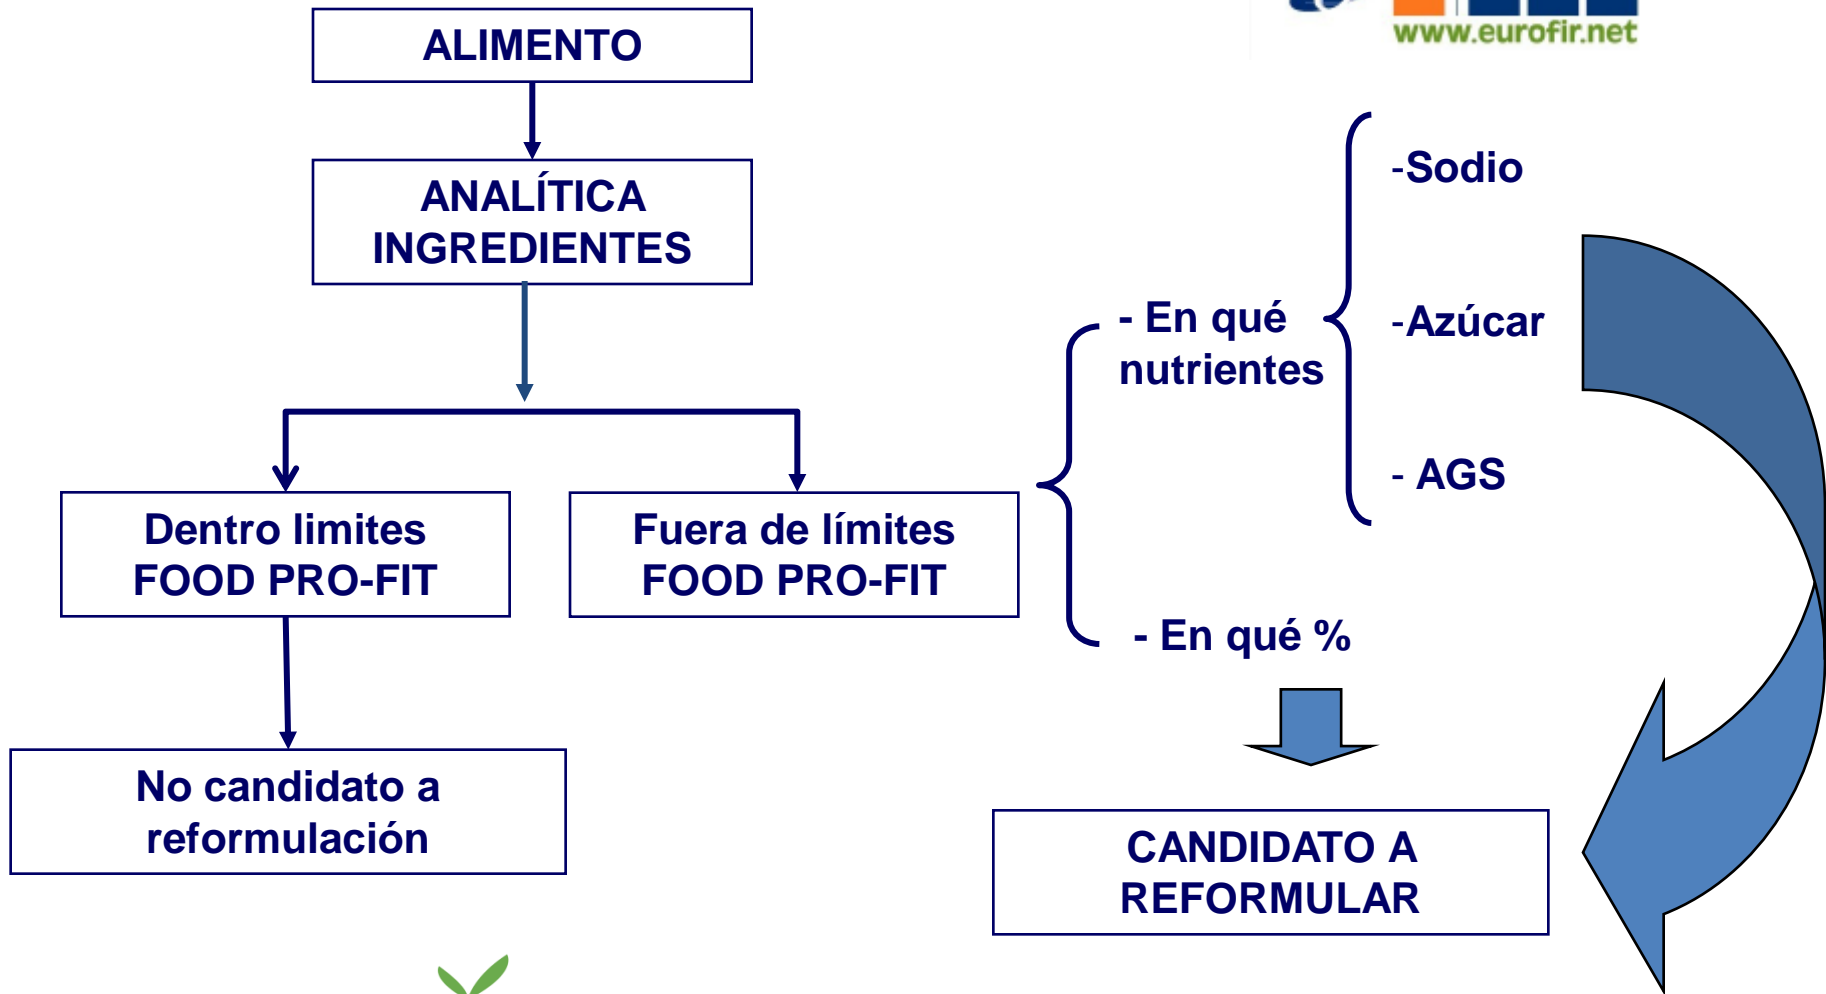 www.eurofir.net
ALIMENTO
ANALÍTICA
INGREDIENTES
Dentro limites
FOOD PRO-FIT
Fuera de límites
FOOD PRO-FIT
- En qué
nutrientes
-Sodio
-Azúcar
- AGS
- En qué %
No candidato a
reformulación
CANDIDATO A
REFORMULAR